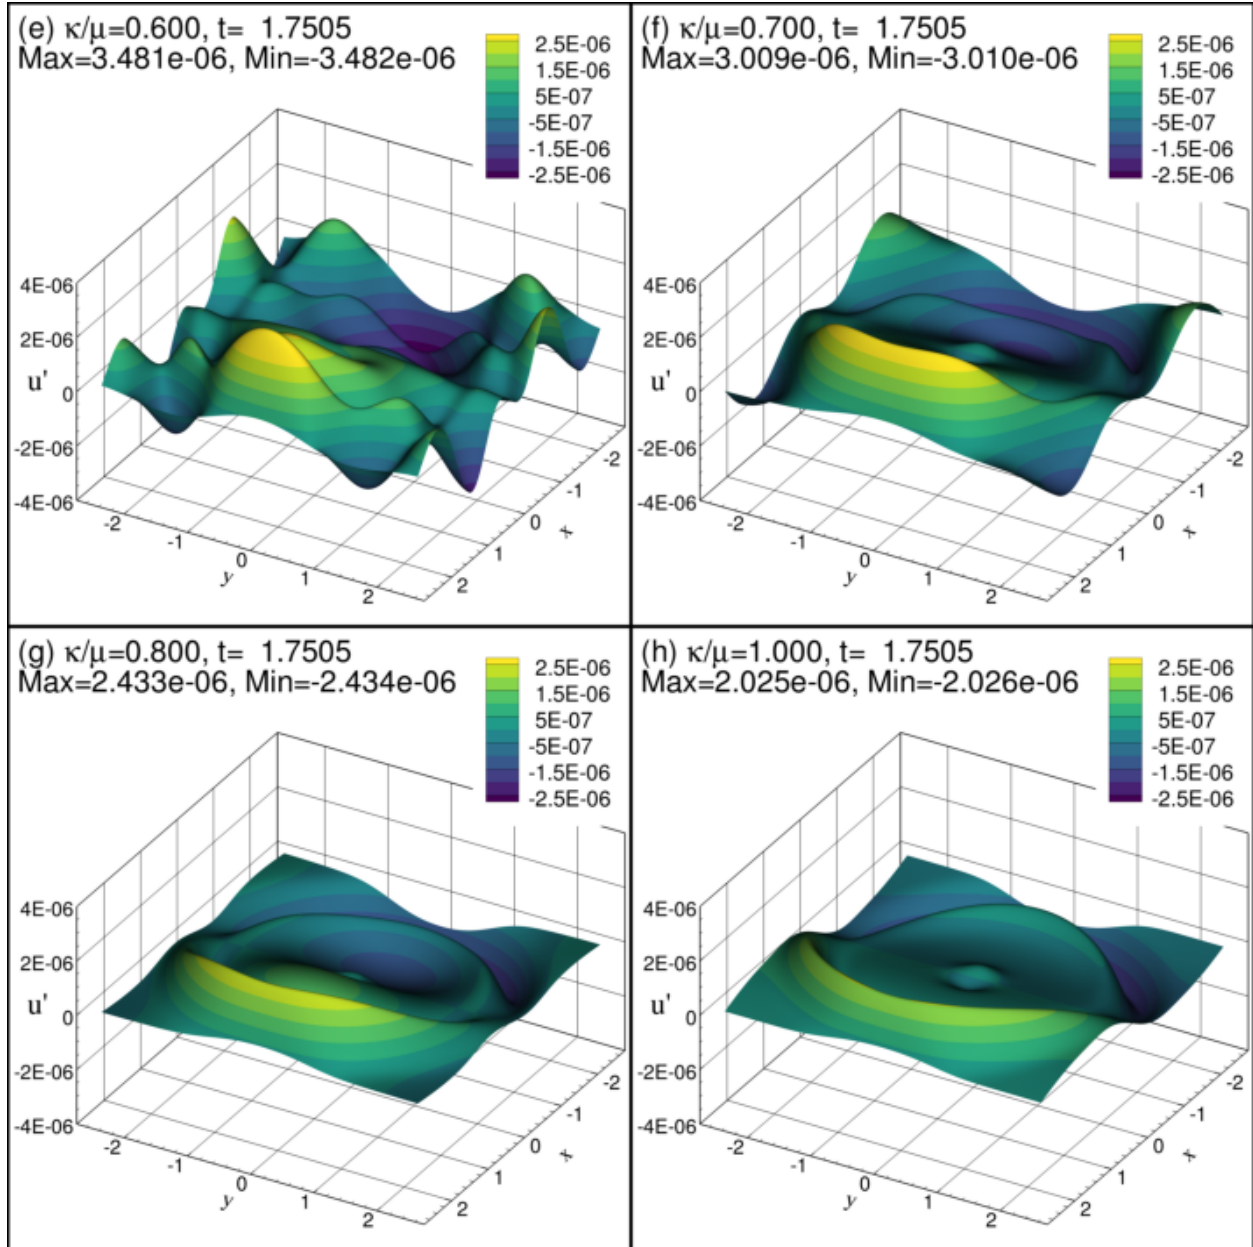 (e) κ/μ=0.600, t= 1.7505
Max=3.481e-06, Min=-3.482e-06
2.5E-06
1.5E-06
5E-07
-5E-07
-1.5E-06
-2.5E-06
4E-06
2E-06
u'
0
-2E-06
-4E-06
-2
-1
0
1
2
y
-2
-1
0
1
2
x
(f) κ/μ=0.700, t= 1.7505
Max=3.009e-06, Min=-3.010e-06
2.5E-06
1.5E-06
5E-07
-5E-07
-1.5E-06
-2.5E-06
4E-06
2E-06
u'
0
-2E-06
-4E-06
-2
-1
0
1
2
y
-2
-1
0
1
2
x
(g) κ/μ=0.800, t= 1.7505
Max=2.433e-06, Min=-2.434e-06
2.5E-06
1.5E-06
5E-07
-5E-07
-1.5E-06
-2.5E-06
4E-06
2E-06
u'
0
-2E-06
-4E-06
-2
-1
0
1
2
y
-2
-1
0
1
2
x
(h) κ/μ=1.000, t= 1.7505
Max=2.025e-06, Min=-2.026e-06
2.5E-06
1.5E-06
5E-07
-5E-07
-1.5E-06
-2.5E-06
4E-06
2E-06
u'
0
-2E-06
-4E-06
-2
-1
0
1
2
y
-2
-1
0
1
2
x